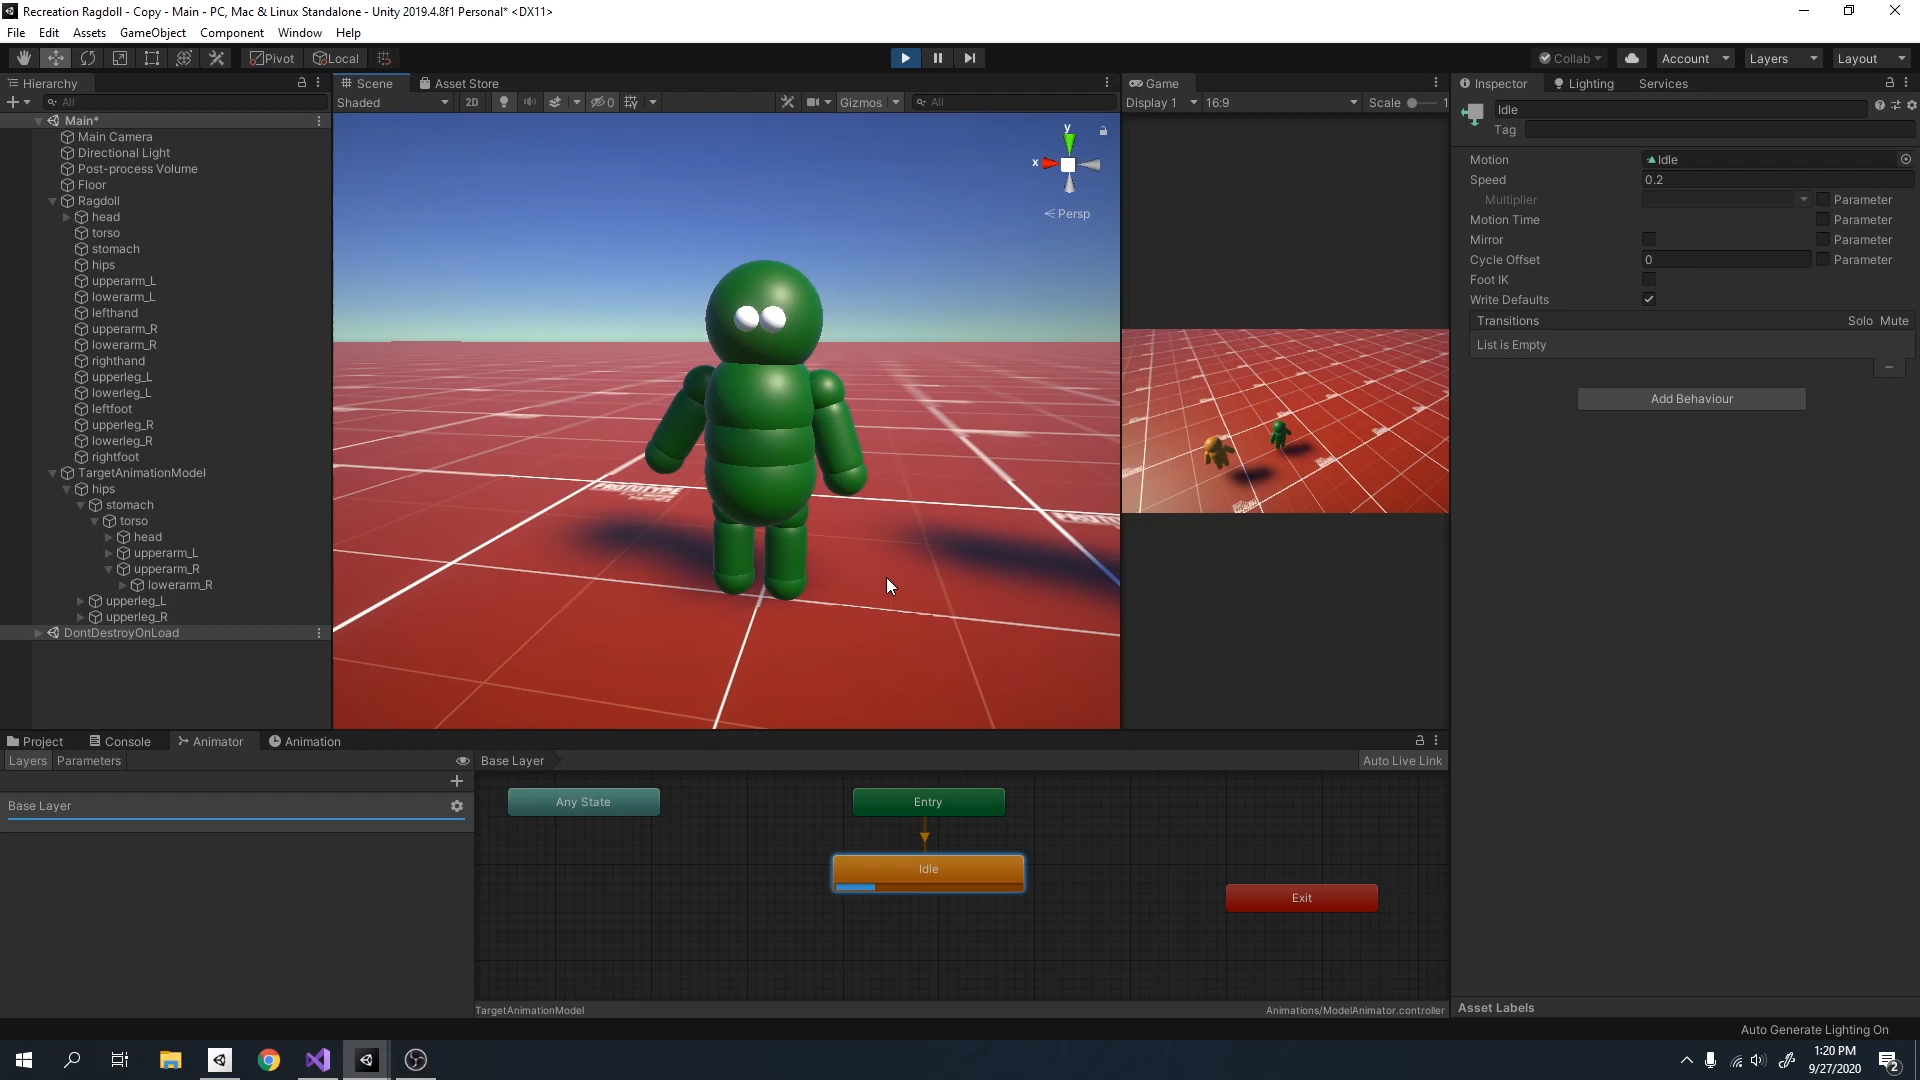 Recreation Ragdoll - Copy - Main - PC, Mac & Linux Standalone - Unity 2019.4.8f1 Personal* <DX11>
File Edit Assets GameObject Component Window Help
Pivot Local Collab Account Layers Layout
Hierarchy
All
Main*
Main Camera
Directional Light
Post-process Volume
Floor
Ragdoll
head
torso
stomach
hips
upperarm_L
lowerarm_L
lefthand
upperarm_R
lowerarm_R
righthand
upperleg_L
lowerleg_L
leftfoot
upperleg_R
lowerleg_R
rightfoot
TargetAnimationModel
hips
stomach
torso
head
upperarm_L
upperarm_R
lowerarm_R
upperleg_L
upperleg_R
DontDestroyOnLoad
Scene Asset Store
Shaded 2D 0 Gizmos All
y
x
Persp
PROTOTYPE
Game
Display 1 16:9 Scale 1
Inspector Lighting Services
Idle
Tag
Motion Idle
Speed 0.2
Multiplier Parameter
Motion Time Parameter
Mirror Parameter
Cycle Offset 0 Parameter
Foot IK
Write Defaults
Transitions Solo Mute
List is Empty
Add Behaviour
Asset Labels
Project Console Animator Animation
Layers Parameters
Base Layer
Base Layer Auto Live Link
Any State
Entry
Idle
Exit
TargetAnimationModel Animations/ModelAnimator.controller
Auto Generate Lighting On
1:20 PM
9/27/2020
2